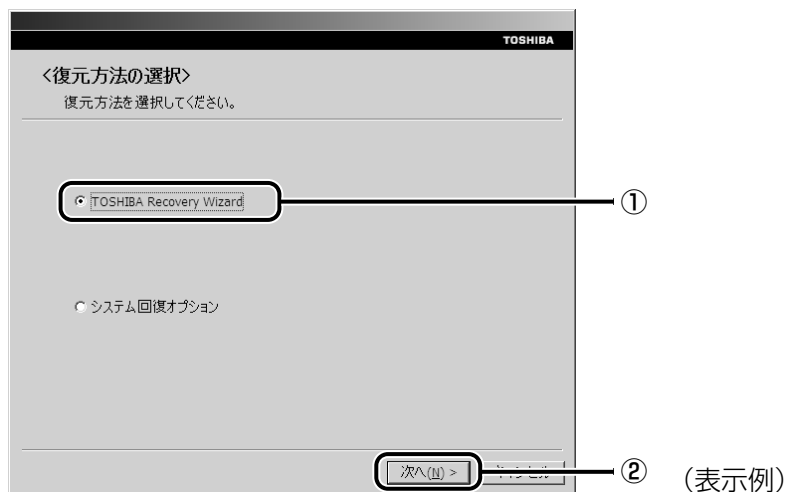 TOSHIBA
<復元方法の選択>
復元方法を選択してください。
TOSHIBA Recovery Wizard
①
システム回復オプション
次へ(N) >
②
(表示例)